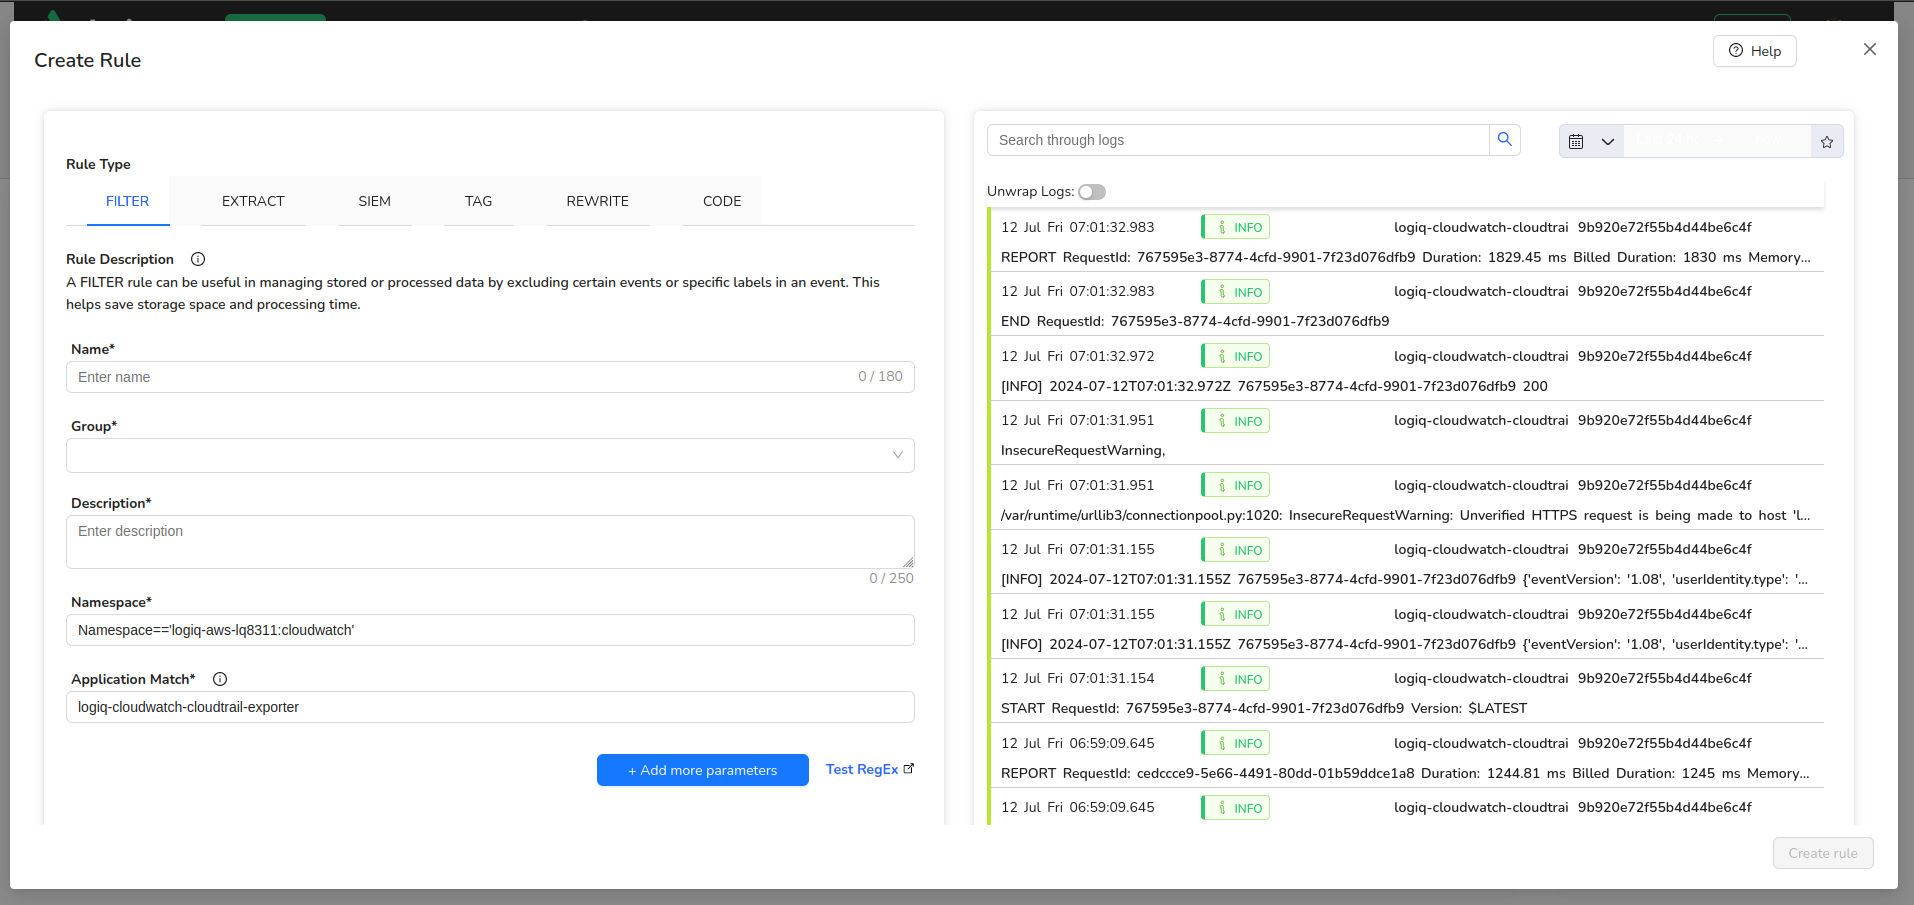 Create Rule
Help
Rule Type
FILTER EXTRACT SIEM TAG REWRITE CODE
Rule Description
A FILTER rule can be useful in managing stored or processed data by excluding certain events or specific labels in an event. This
helps save storage space and processing time.
Name*
Enter name 0 / 180
Group*
Description*
Enter description
0 / 250
Namespace*
Namespace=='logiq-aws-lq8311:cloudwatch'
Application Match*
logiq-cloudwatch-cloudtrail-exporter
+ Add more parameters Test RegEx
Search through logs
Unwrap Logs:
12 Jul Fri 07:01:32.983 INFO logiq-cloudwatch-cloudtrai 9b920e72f55b4d44be6c4f
REPORT RequestId: 767595e3-8774-4cfd-9901-7f23d076dfb9 Duration: 1829.45 ms Billed Duration: 1830 ms Memory...
12 Jul Fri 07:01:32.983 INFO logiq-cloudwatch-cloudtrai 9b920e72f55b4d44be6c4f
END RequestId: 767595e3-8774-4cfd-9901-7f23d076dfb9
12 Jul Fri 07:01:32.972 INFO logiq-cloudwatch-cloudtrai 9b920e72f55b4d44be6c4f
[INFO] 2024-07-12T07:01:32.972Z 767595e3-8774-4cfd-9901-7f23d076dfb9 200
12 Jul Fri 07:01:31.951 INFO logiq-cloudwatch-cloudtrai 9b920e72f55b4d44be6c4f
InsecureRequestWarning,
12 Jul Fri 07:01:31.951 INFO logiq-cloudwatch-cloudtrai 9b920e72f55b4d44be6c4f
/var/runtime/urllib3/connectionpool.py:1020: InsecureRequestWarning: Unverified HTTPS request is being made to host 'l...
12 Jul Fri 07:01:31.155 INFO logiq-cloudwatch-cloudtrai 9b920e72f55b4d44be6c4f
[INFO] 2024-07-12T07:01:31.155Z 767595e3-8774-4cfd-9901-7f23d076dfb9 {'eventVersion': '1.08', 'userIdentity.type': '...
12 Jul Fri 07:01:31.155 INFO logiq-cloudwatch-cloudtrai 9b920e72f55b4d44be6c4f
[INFO] 2024-07-12T07:01:31.155Z 767595e3-8774-4cfd-9901-7f23d076dfb9 {'eventVersion': '1.08', 'userIdentity.type': '...
12 Jul Fri 07:01:31.154 INFO logiq-cloudwatch-cloudtrai 9b920e72f55b4d44be6c4f
START RequestId: 767595e3-8774-4cfd-9901-7f23d076dfb9 Version: $LATEST
12 Jul Fri 06:59:09.645 INFO logiq-cloudwatch-cloudtrai 9b920e72f55b4d44be6c4f
REPORT RequestId: cedccce9-5e66-4491-80dd-01b59ddce1a8 Duration: 1244.81 ms Billed Duration: 1245 ms Memory...
12 Jul Fri 06:59:09.645 INFO logiq-cloudwatch-cloudtrai 9b920e72f55b4d44be6c4f
Create rule